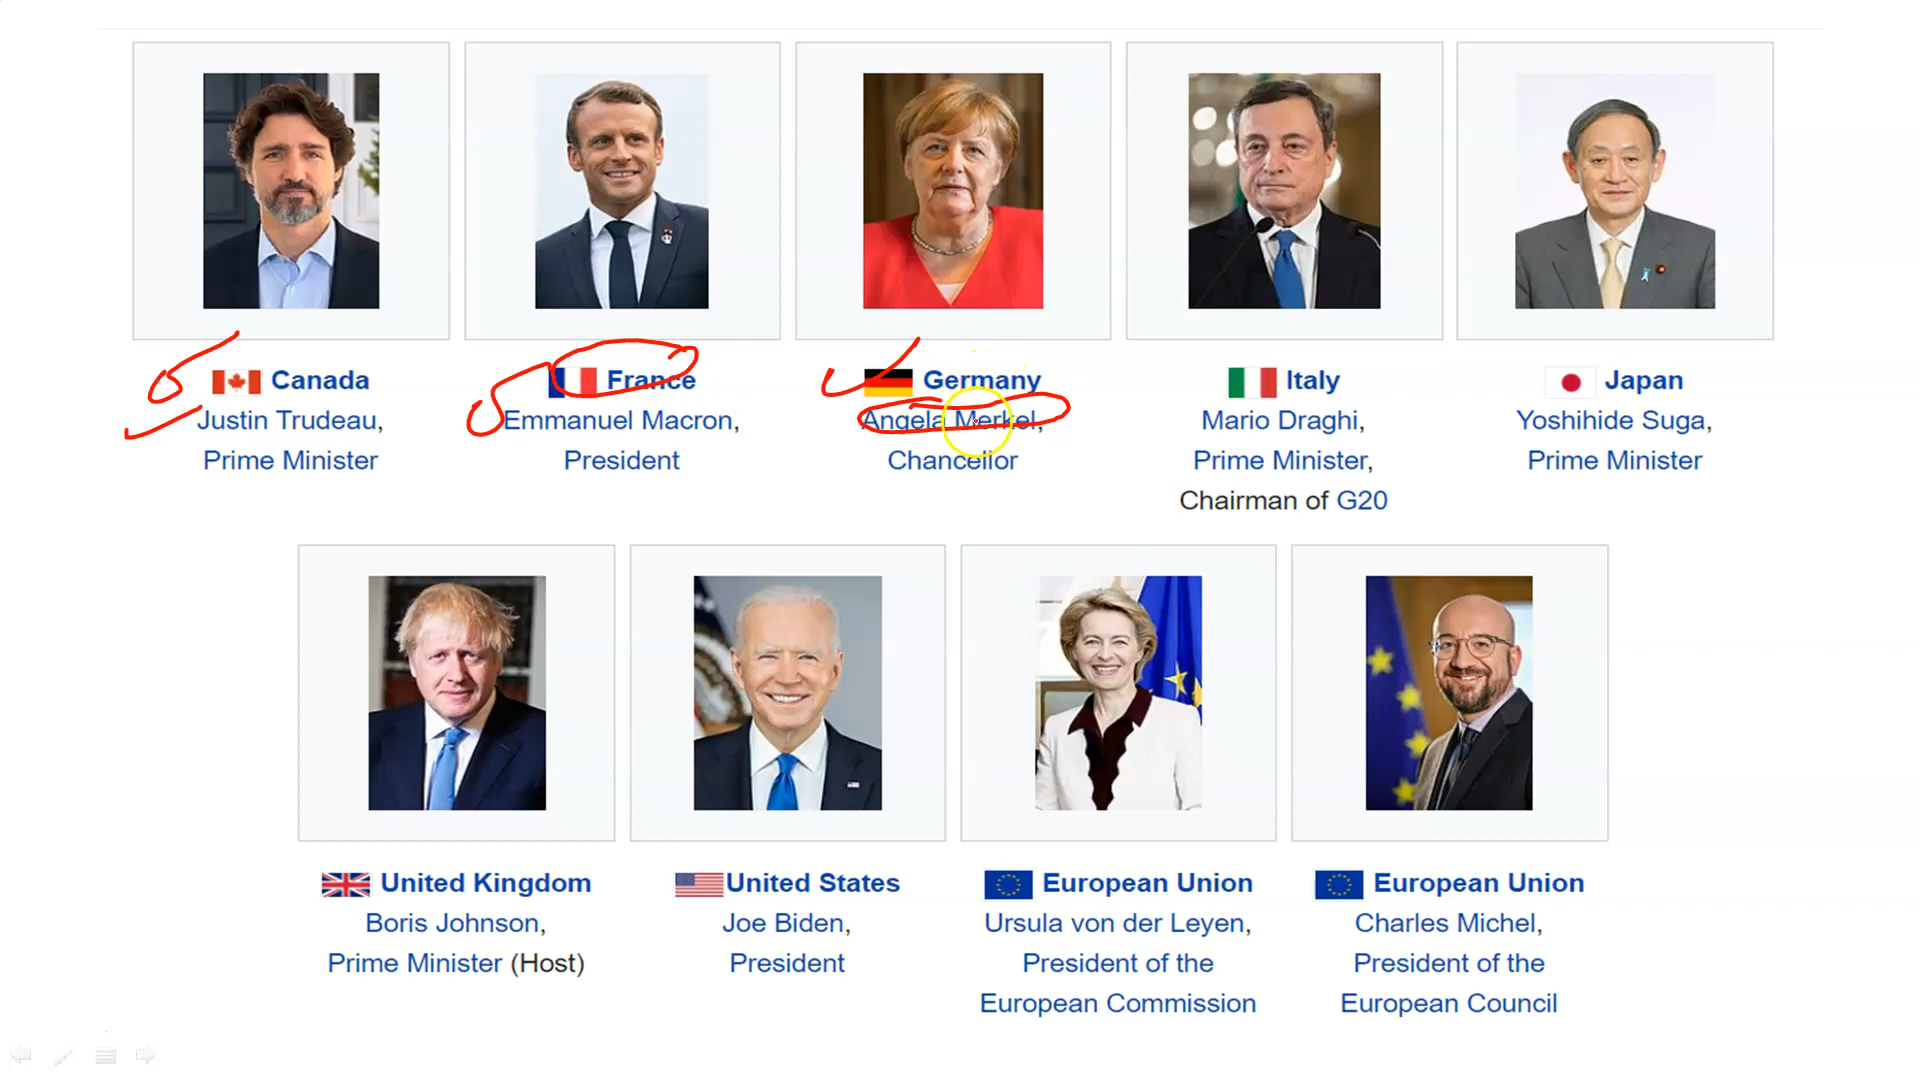 Canada
Justin Trudeau,
Prime Minister
France
Emmanuel Macron,
President
Germany
Angela Merkel,
Chancellor
Italy
Mario Draghi,
Prime Minister,
Chairman of G20
Japan
Yoshihide Suga,
Prime Minister
United Kingdom
Boris Johnson,
Prime Minister (Host)
United States
Joe Biden,
President
European Union
Ursula von der Leyen,
President of the
European Commission
European Union
Charles Michel,
President of the
European Council